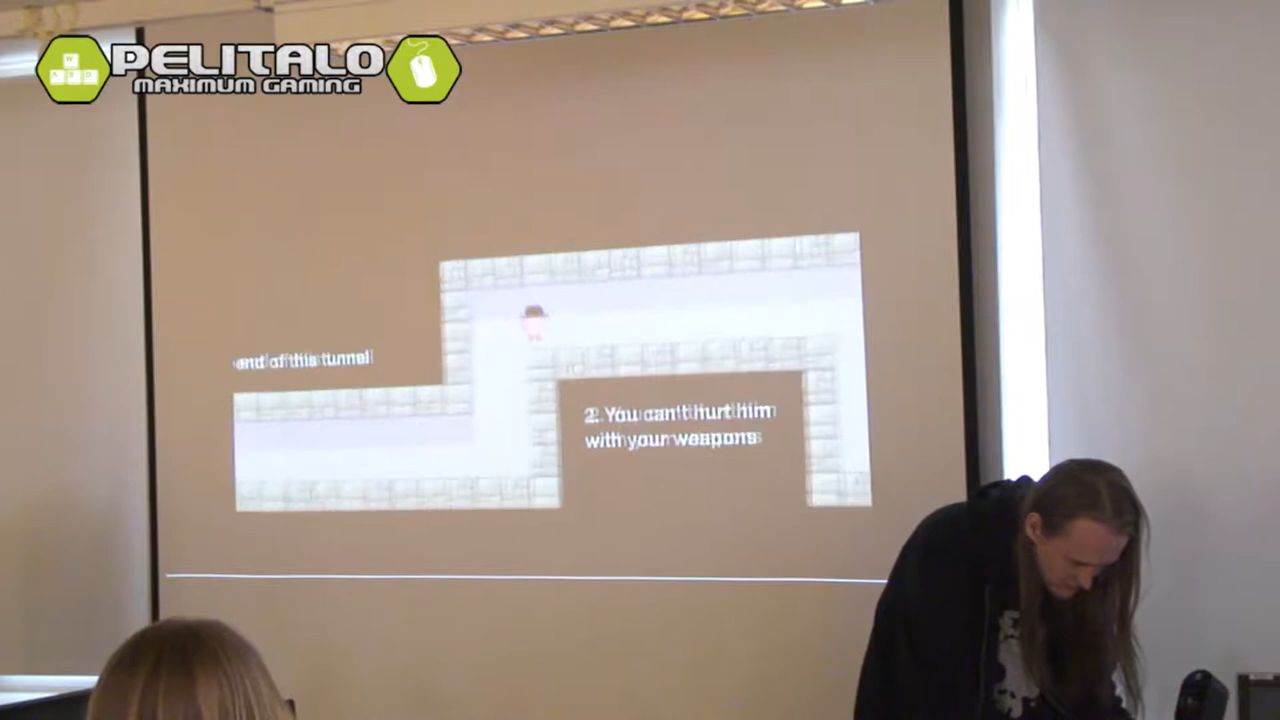 PELITALO
MAXIMUM GAMING
end of this tunnel
2. You can't hurt him
with your weapons